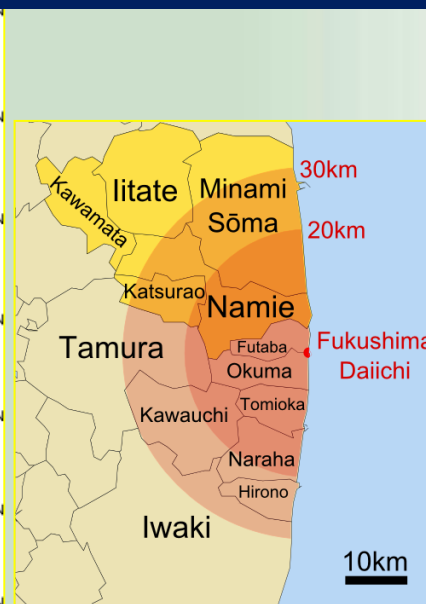 30km
Iitate
Minami
Sōma
Kawamata
20km
Katsurao
Namie
Tamura
Futaba
Fukushima
Daiichi
Okuma
Tomioka
Kawauchi
Naraha
Hirono
Iwaki
10km